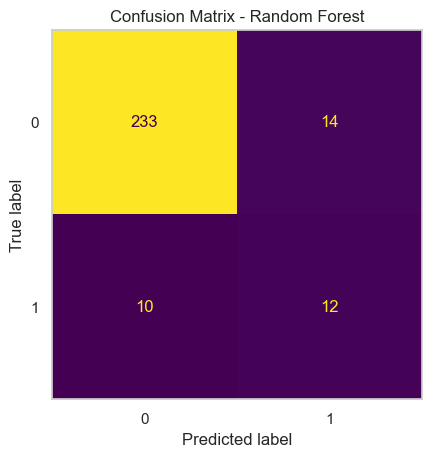 Confusion Matrix - Random Forest
True label
0
233
14
1
10
12
0
1
Predicted label